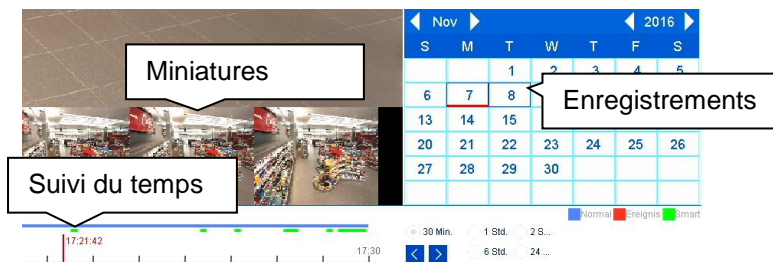 Nov 2016
S M T W T F S
1 2 3 4 5
6 7 8
13 14 15
20 21 22 23 24 25 26
27 28 29 30
Miniatures
Enregistrements
Suivi du temps
Normal Ereignis Smart
17:21:42
17:30
30 Min. 1 Std. 2 S...
6 Std. 24 ...